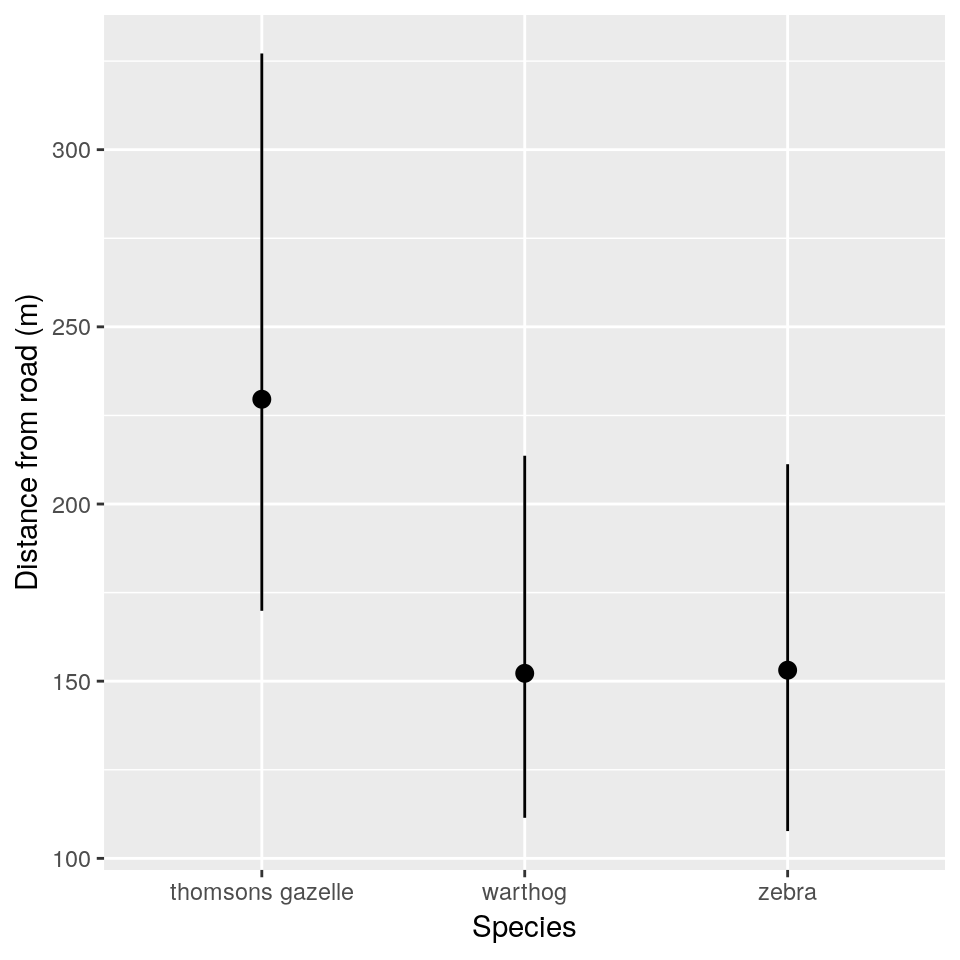 Distance from road (m)
300
250
200
150
100
thomsons gazelle
warthog
zebra
Species